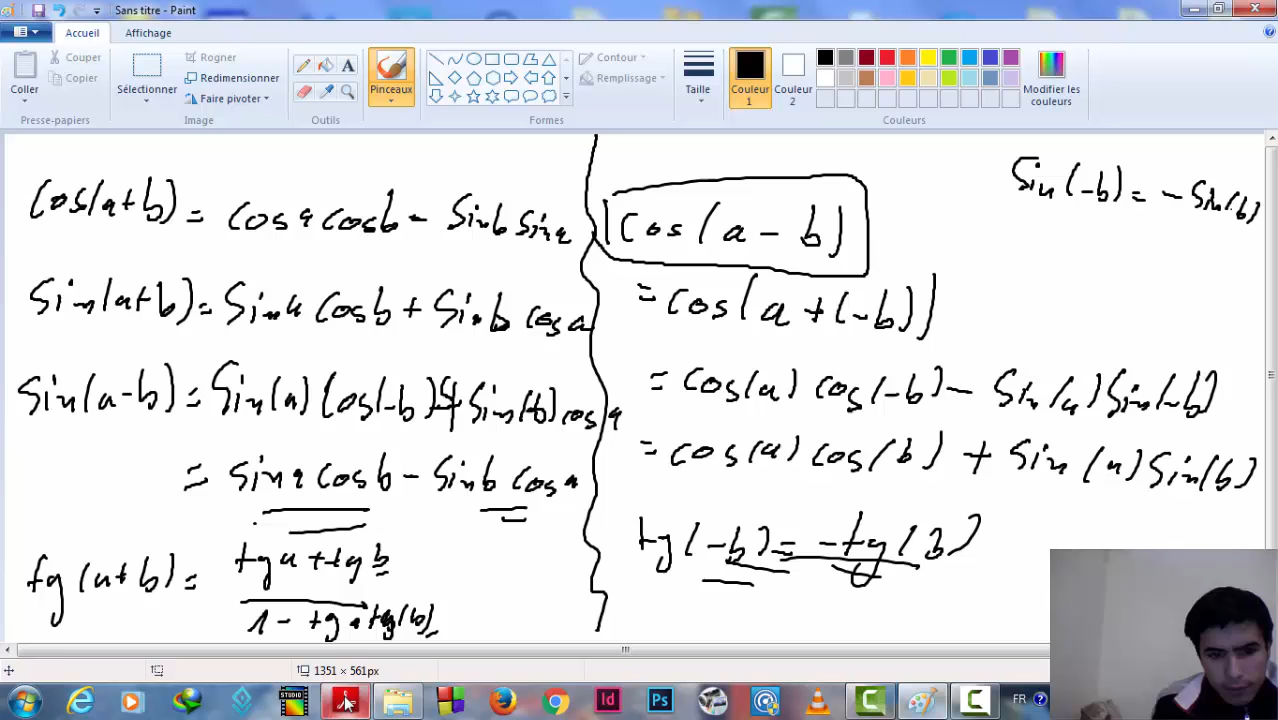 Sans titre - Paint
Accueil
Affichage
Coller
Couper
Copier
Presse-papiers
Sélectionner
Rogner
Redimensionner
Faire pivoter
Image
Outils
Pinceaux
Formes
Contour
Remplissage
Taille
Couleur 1
Couleur 2
Modifier les couleurs
Couleurs
cos(a+b) = cos a cos b - sin b sin a
sin(a+b) = sin a cos b + sin b cos a
sin(a-b) = sin(a) cos(-b) + sin(-b) cos a
= sin a cos b - sin b cos a
tg(a+b) = tg a + tg b
1 - tg a tg(b)
sin(-b) = - sin(b)
cos(a - b)
= cos(a + (-b))
= cos(a) cos(-b) - sin(a) sin(-b)
= cos(a) cos(b) + sin(a) sin(b)
tg(-b) = - tg(b)
1351 × 561px
STUDIO
Id
Ps
FR